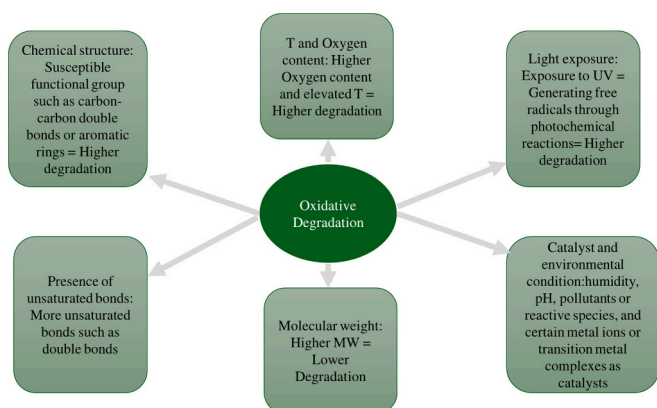 Chemical structure:
Susceptible
functional group
such as carbon-
carbon double
bonds or aromatic
rings = Higher
degradation
T and Oxygen
content: Higher
Oxygen content
and elevated T =
Higher degradation
Light exposure:
Exposure to UV =
Generating free
radicals through
photochemical
reactions= Higher
degradation
Oxidative
Degradation
Presence of
unsaturated bonds:
More unsaturated
bonds such as
double bonds
Molecular weight:
Higher MW =
Lower
Degradation
Catalyst and
environmental
condition:humidity,
pH, pollutants or
reactive species, and
certain metal ions or
transition metal
complexes as
catalysts